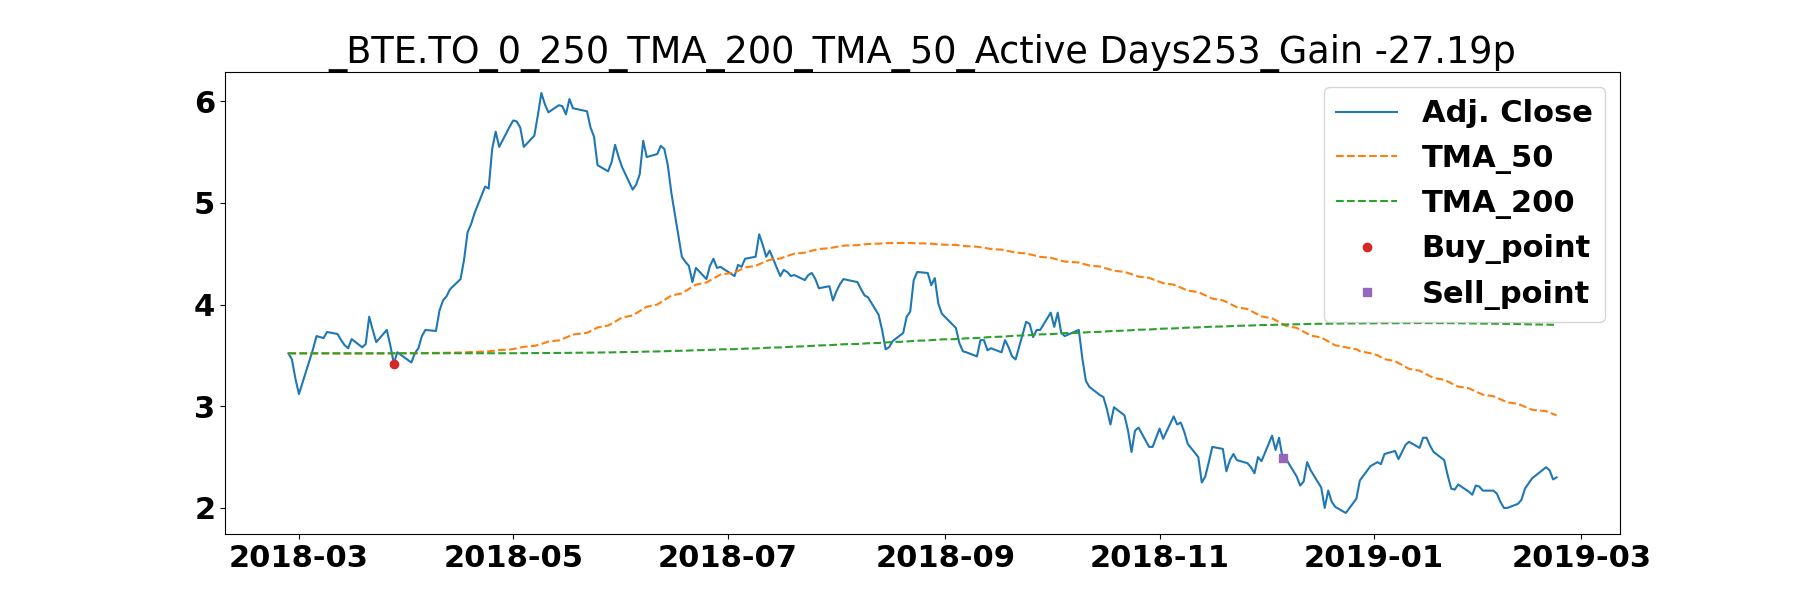 _BTE.TO_0_250_TMA_200_TMA_50_Active Days253_Gain -27.19p
6
5
4
3
2
Adj. Close
TMA_50
TMA_200
Buy_point
Sell_point
2018-03 2018-05 2018-07 2018-09 2018-11 2019-01 2019-03